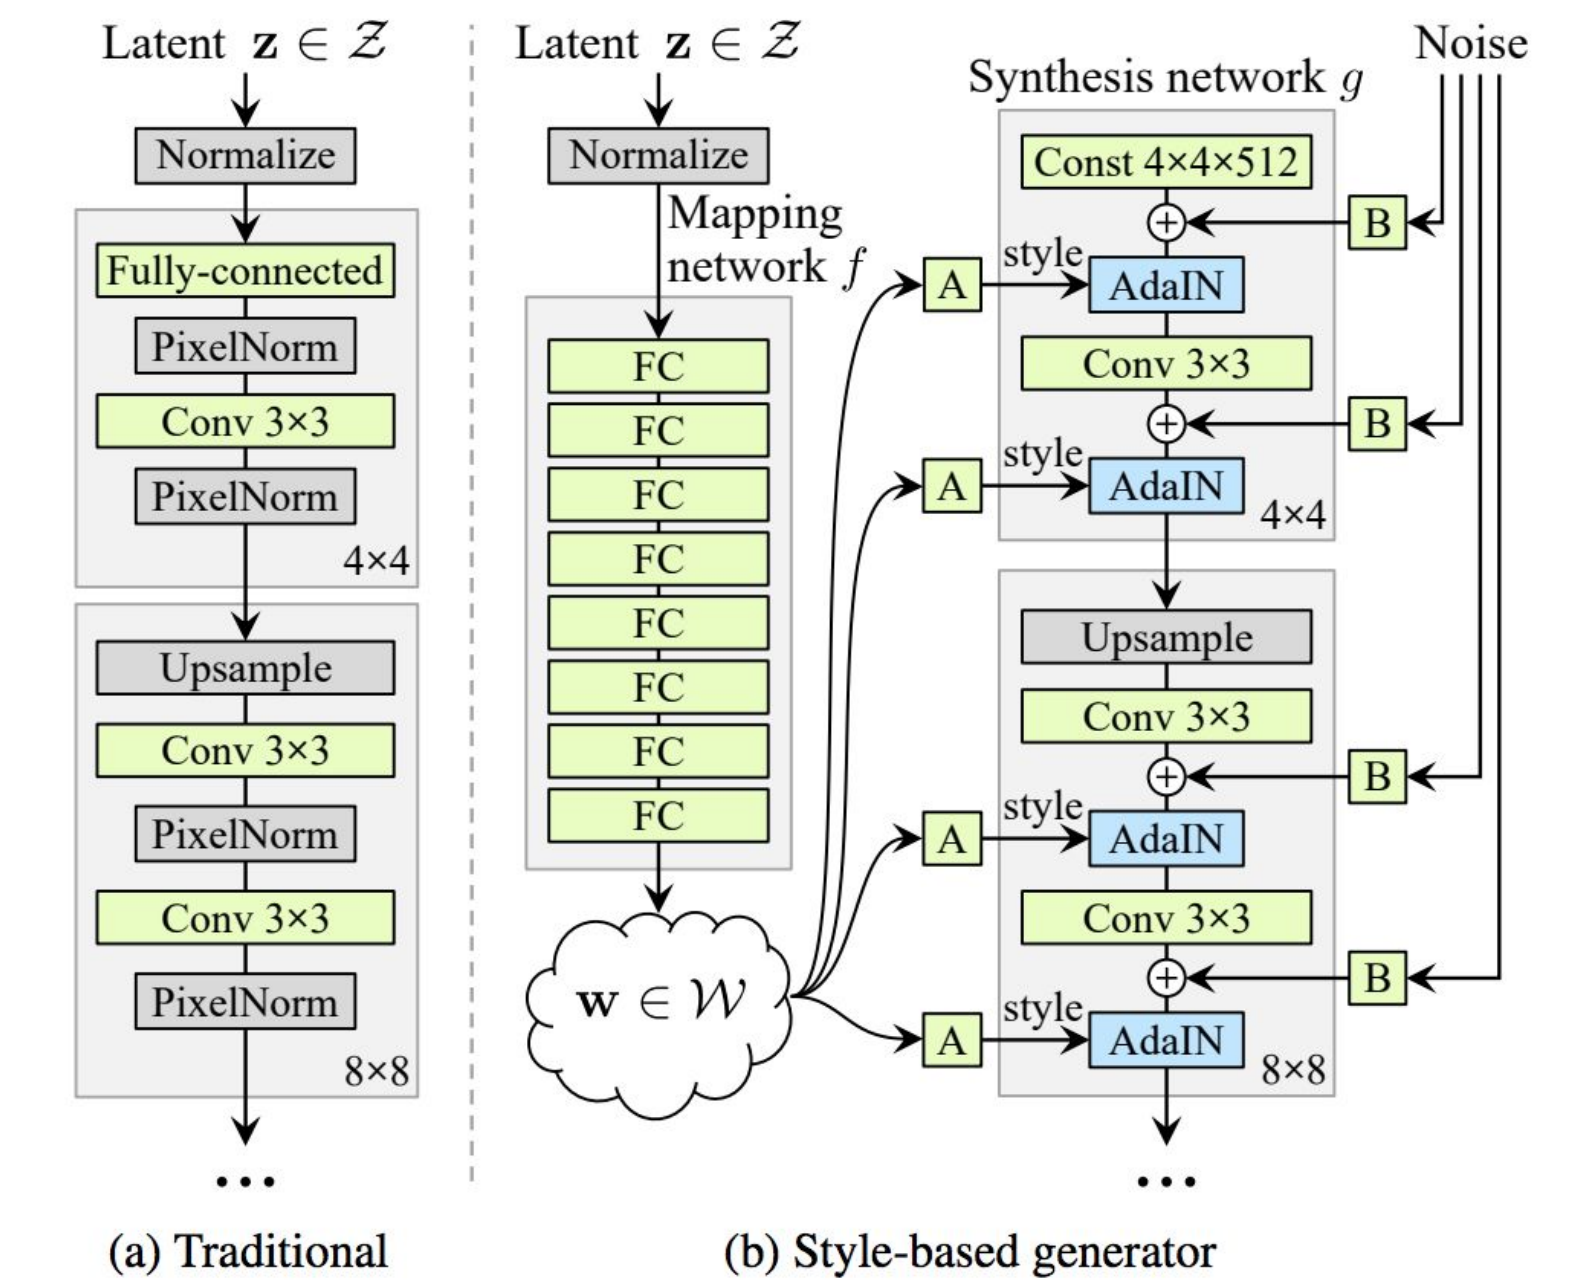 Latent z ∈ 𝒵
Normalize
Fully-connected
PixelNorm
Conv 3×3
PixelNorm
4×4
Upsample
Conv 3×3
PixelNorm
Conv 3×3
PixelNorm
8×8
...
(a) Traditional
Latent z ∈ 𝒵
Normalize
Mapping
network f
FC
FC
FC
FC
FC
FC
FC
FC
w ∈ 𝒲
A
A
A
A
style
style
style
style
Synthesis network g
Const 4×4×512
+
AdaIN
Conv 3×3
+
AdaIN
4×4
Upsample
Conv 3×3
+
AdaIN
Conv 3×3
+
AdaIN
8×8
...
Noise
B
B
B
B
(b) Style-based generator